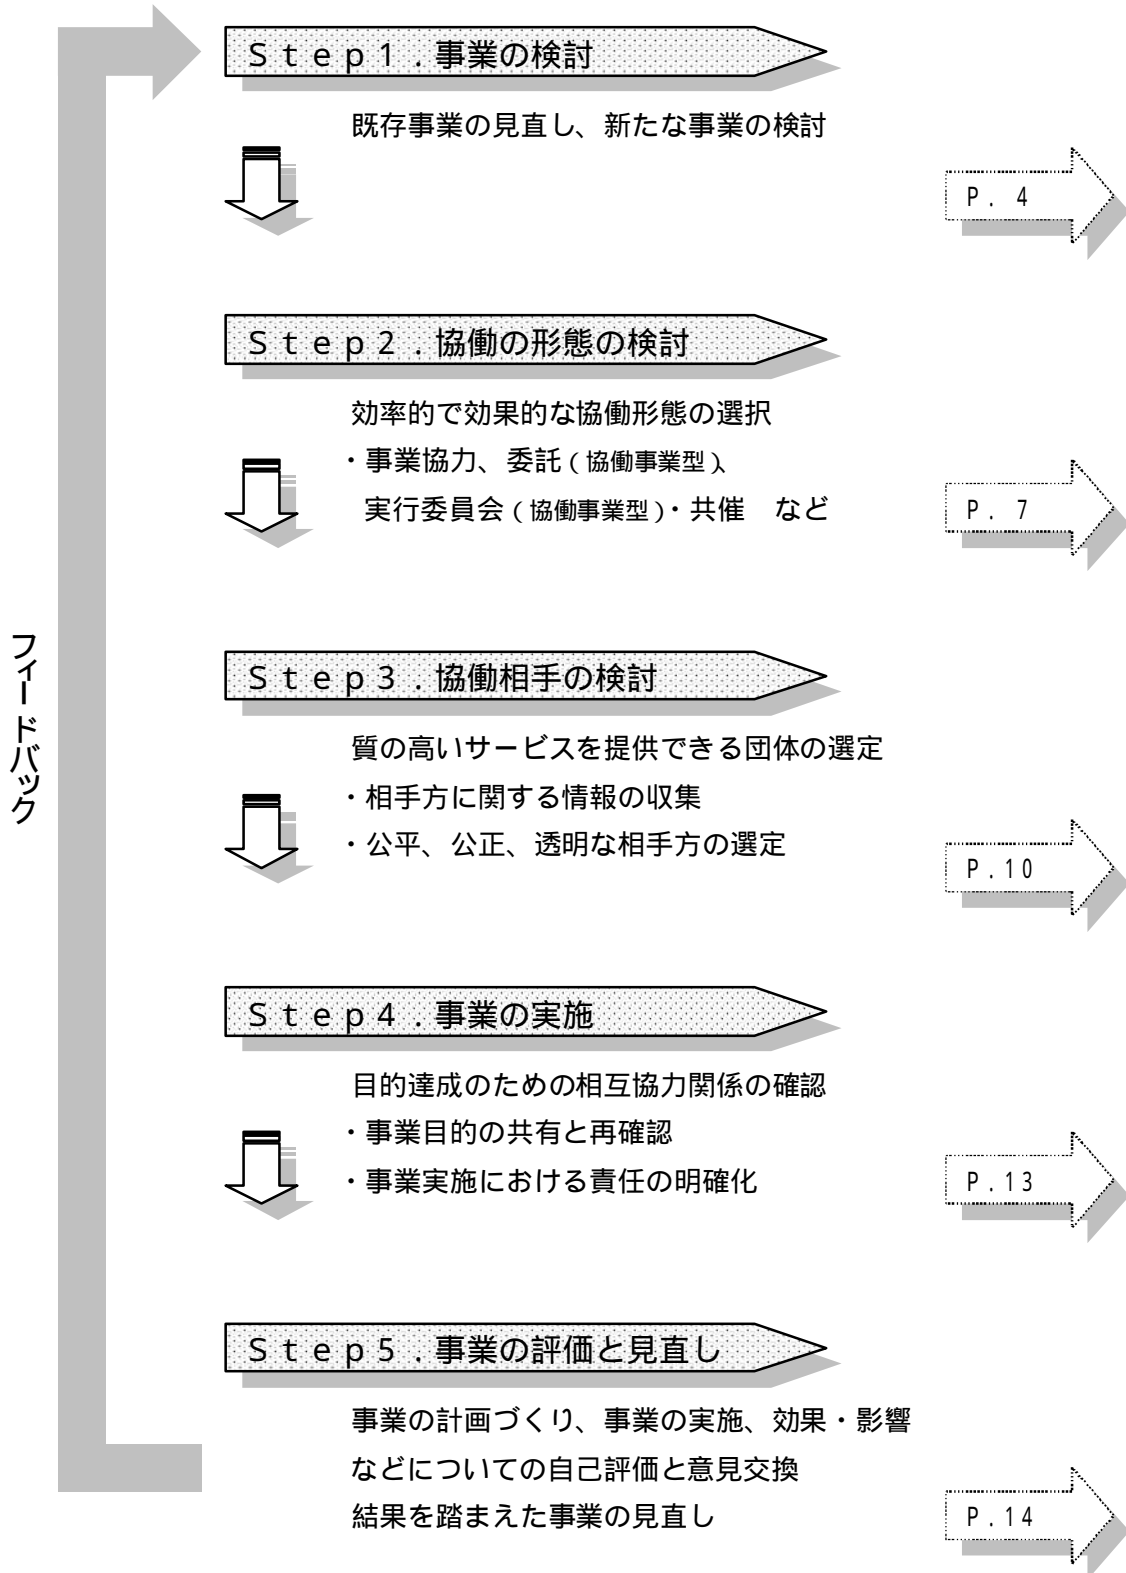 Ｓｔｅｐ１．事業の検討
既存事業の見直し、新たな事業の検討
Ｐ．４
Ｓｔｅｐ２．協働の形態の検討
効率的で効果的な協働形態の選択
・事業協力、委託（協働事業型）、
実行委員会（協働事業型）・共催　など
Ｐ．７
フィードバック
Ｓｔｅｐ３．協働相手の検討
質の高いサービスを提供できる団体の選定
・相手方に関する情報の収集
・公平、公正、透明な相手方の選定
Ｐ．１０
Ｓｔｅｐ４．事業の実施
目的達成のための相互協力関係の確認
・事業目的の共有と再確認
・事業実施における責任の明確化
Ｐ．１３
Ｓｔｅｐ５．事業の評価と見直し
事業の計画づくり、事業の実施、効果・影響
などについての自己評価と意見交換
結果を踏まえた事業の見直し
Ｐ．１４